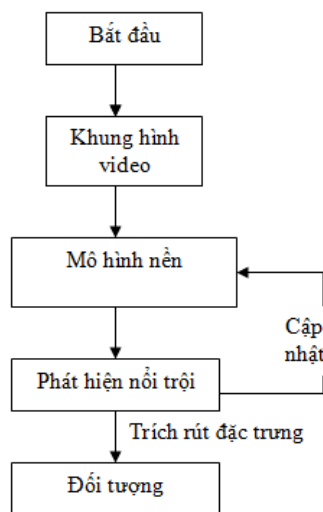 Bắt đầu
Khung hình
video
Mô hình nền
Cập
nhật
Phát hiện nổi trội
Trích rút đặc trưng
Đối tượng